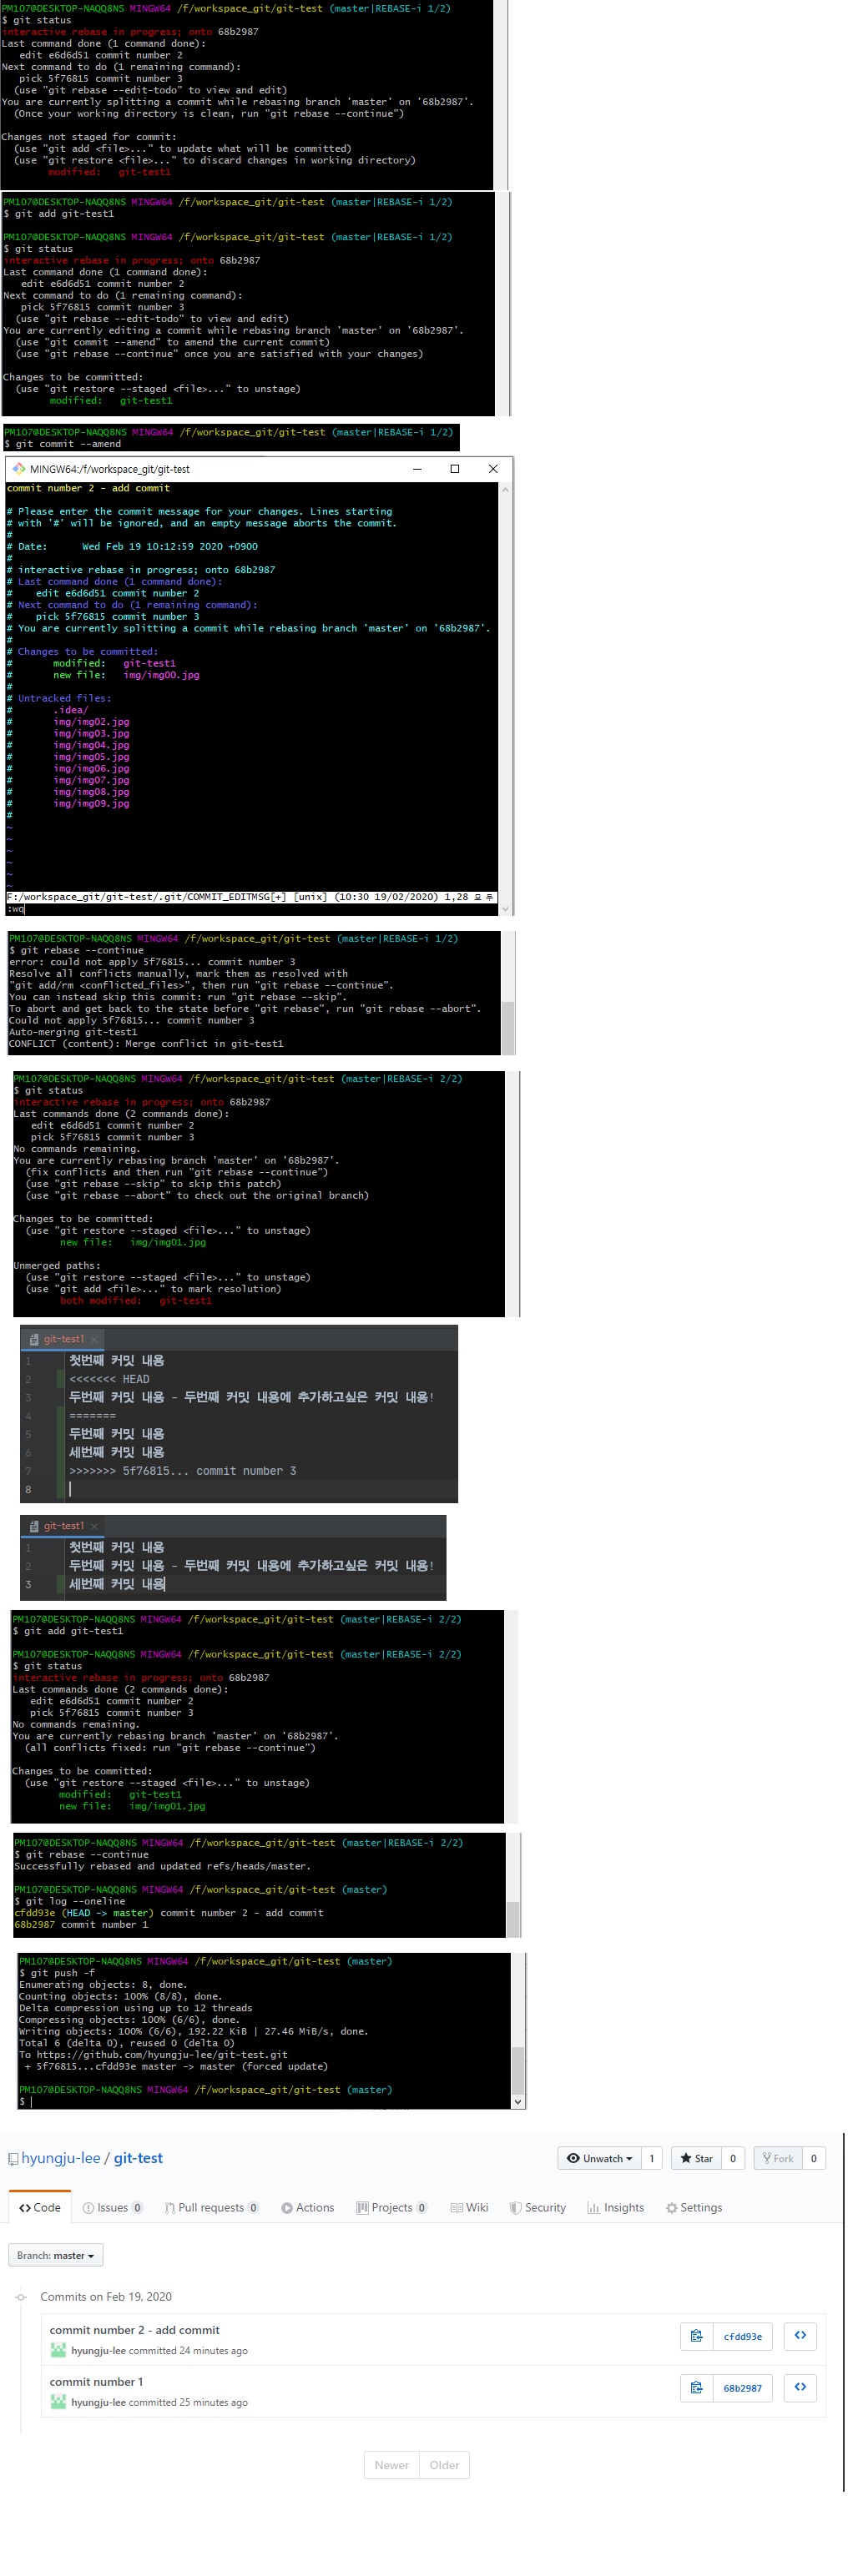 PM107@DESKTOP-NAQQ8NS MINGW64 /f/workspace_git/git-test (master|REBASE-i 1/2)
$ git status
interactive rebase in progress; onto 68b2987
Last command done (1 command done):
   edit e6d6d51 commit number 2
Next command to do (1 remaining command):
   pick 5f76815 commit number 3
  (use "git rebase --edit-todo" to view and edit)
You are currently splitting a commit while rebasing branch 'master' on '68b2987'.
  (Once your working directory is clean, run "git rebase --continue")
Changes not staged for commit:
  (use "git add <file>..." to update what will be committed)
  (use "git restore <file>..." to discard changes in working directory)
        modified:   git-test1
PM107@DESKTOP-NAQQ8NS MINGW64 /f/workspace_git/git-test (master|REBASE-i 1/2)
$ git add git-test1
PM107@DESKTOP-NAQQ8NS MINGW64 /f/workspace_git/git-test (master|REBASE-i 1/2)
$ git status
interactive rebase in progress; onto 68b2987
Last command done (1 command done):
   edit e6d6d51 commit number 2
Next command to do (1 remaining command):
   pick 5f76815 commit number 3
  (use "git rebase --edit-todo" to view and edit)
You are currently editing a commit while rebasing branch 'master' on '68b2987'.
  (use "git commit --amend" to amend the current commit)
  (use "git rebase --continue" once you are satisfied with your changes)
Changes to be committed:
  (use "git restore --staged <file>..." to unstage)
        modified:   git-test1
PM107@DESKTOP-NAQQ8NS MINGW64 /f/workspace_git/git-test (master|REBASE-i 1/2)
$ git commit --amend
MINGW64:/f/workspace_git/git-test
commit number 2 - add commit
# Please enter the commit message for your changes. Lines starting
# with '#' will be ignored, and an empty message aborts the commit.
#
# Date:      Wed Feb 19 10:12:59 2020 +0900
#
# interactive rebase in progress; onto 68b2987
# Last command done (1 command done):
#    edit e6d6d51 commit number 2
# Next command to do (1 remaining command):
#    pick 5f76815 commit number 3
# You are currently splitting a commit while rebasing branch 'master' on '68b2987'.
#
# Changes to be committed:
#       modified:   git-test1
#       new file:   img/img00.jpg
#
# Untracked files:
#       .idea/
#       img/img02.jpg
#       img/img03.jpg
#       img/img04.jpg
#       img/img05.jpg
#       img/img06.jpg
#       img/img07.jpg
#       img/img08.jpg
#       img/img09.jpg
#
~
~
~
~
~
~
F:/workspace_git/git-test/.git/COMMIT_EDITMSG[+] [unix] (10:30 19/02/2020) 1,28 모두
:wq
PM107@DESKTOP-NAQQ8NS MINGW64 /f/workspace_git/git-test (master|REBASE-i 1/2)
$ git rebase --continue
error: could not apply 5f76815... commit number 3
Resolve all conflicts manually, mark them as resolved with
"git add/rm <conflicted_files>", then run "git rebase --continue".
You can instead skip this commit: run "git rebase --skip".
To abort and get back to the state before "git rebase", run "git rebase --abort".
Could not apply 5f76815... commit number 3
Auto-merging git-test1
CONFLICT (content): Merge conflict in git-test1
PM107@DESKTOP-NAQQ8NS MINGW64 /f/workspace_git/git-test (master|REBASE-i 2/2)
$ git status
interactive rebase in progress; onto 68b2987
Last commands done (2 commands done):
   edit e6d6d51 commit number 2
   pick 5f76815 commit number 3
No commands remaining.
You are currently rebasing branch 'master' on '68b2987'.
  (fix conflicts and then run "git rebase --continue")
  (use "git rebase --skip" to skip this patch)
  (use "git rebase --abort" to check out the original branch)
Changes to be committed:
  (use "git restore --staged <file>..." to unstage)
        new file:   img/img01.jpg
Unmerged paths:
  (use "git restore --staged <file>..." to unstage)
  (use "git add <file>..." to mark resolution)
        both modified:   git-test1
git-test1
1 첫번째 커밋 내용
2 <<<<<<< HEAD
3 두번째 커밋 내용 - 두번째 커밋 내용에 추가하고싶은 커밋 내용!
4 =======
5 두번째 커밋 내용
6 세번째 커밋 내용
7 >>>>>>> 5f76815... commit number 3
8
git-test1
1 첫번째 커밋 내용
2 두번째 커밋 내용 - 두번째 커밋 내용에 추가하고싶은 커밋 내용!
3 세번째 커밋 내용
PM107@DESKTOP-NAQQ8NS MINGW64 /f/workspace_git/git-test (master|REBASE-i 2/2)
$ git add git-test1
PM107@DESKTOP-NAQQ8NS MINGW64 /f/workspace_git/git-test (master|REBASE-i 2/2)
$ git status
interactive rebase in progress; onto 68b2987
Last commands done (2 commands done):
   edit e6d6d51 commit number 2
   pick 5f76815 commit number 3
No commands remaining.
You are currently rebasing branch 'master' on '68b2987'.
  (all conflicts fixed: run "git rebase --continue")
Changes to be committed:
  (use "git restore --staged <file>..." to unstage)
        modified:   git-test1
        new file:   img/img01.jpg
PM107@DESKTOP-NAQQ8NS MINGW64 /f/workspace_git/git-test (master|REBASE-i 2/2)
$ git rebase --continue
Successfully rebased and updated refs/heads/master.
PM107@DESKTOP-NAQQ8NS MINGW64 /f/workspace_git/git-test (master)
$ git log --oneline
cfdd93e (HEAD -> master) commit number 2 - add commit
68b2987 commit number 1
PM107@DESKTOP-NAQQ8NS MINGW64 /f/workspace_git/git-test (master)
$ git push -f
Enumerating objects: 8, done.
Counting objects: 100% (8/8), done.
Delta compression using up to 12 threads
Compressing objects: 100% (6/6), done.
Writing objects: 100% (6/6), 192.22 KiB | 27.46 MiB/s, done.
Total 6 (delta 0), reused 0 (delta 0)
To https://github.com/hyungju-lee/git-test.git
 + 5f76815...cfdd93e master -> master (forced update)
PM107@DESKTOP-NAQQ8NS MINGW64 /f/workspace_git/git-test (master)
$
hyungju-lee / git-test Unwatch 1 Star 0 Fork 0
Code Issues 0 Pull requests 0 Actions Projects 0 Wiki Security Insights Settings
Branch: master
Commits on Feb 19, 2020
commit number 2 - add commit cfdd93e
hyungju-lee committed 24 minutes ago
commit number 1 68b2987
hyungju-lee committed 25 minutes ago
Newer Older